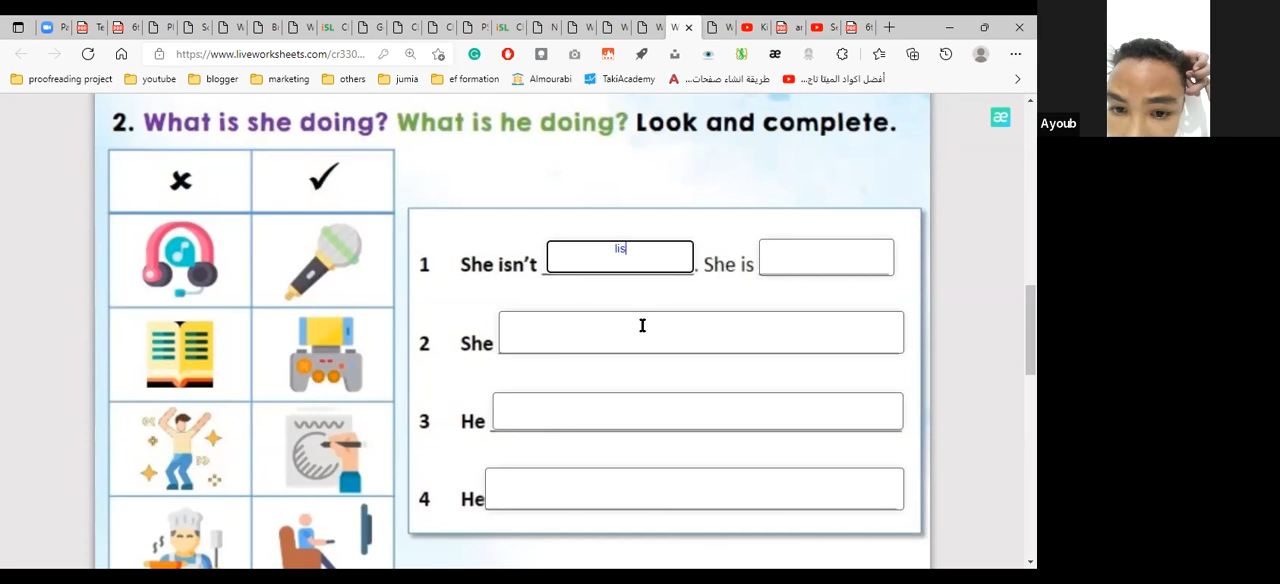 https://www.liveworksheets.com/cr330...
proofreading project
youtube
blogger
marketing
others
jumia
ef formation
Almourabi
TakiAcademy
طريقة انشاء صفحات...
أفضل اكواد الميتا تاج...
Ayoub
2. What is she doing? What is he doing? Look and complete.
1 She isn't lis . She is
2 She
3 He
4 He